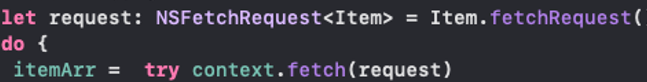 let request: NSFetchRequest<Item> = Item.fetchRequest(
do {
itemArr = try context.fetch(request)